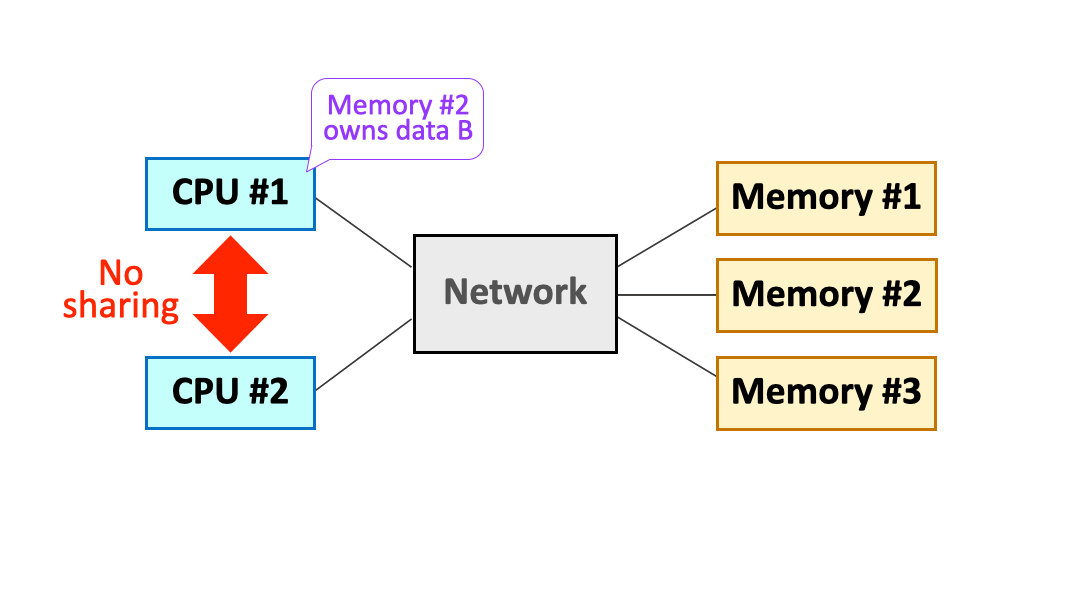 Memory #2
owns data B
CPU #1
No
sharing
CPU #2
Network
Memory #1
Memory #2
Memory #3